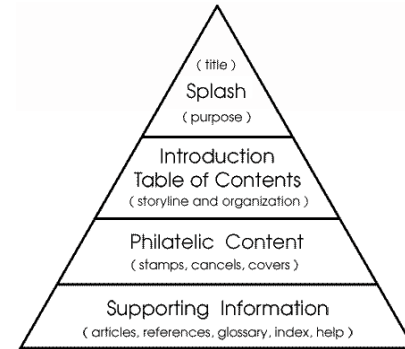 ( title )
Splash
( purpose )
Introduction
Table of Contents
( storyline and organization )
Philatelic Content
( stamps, cancels, covers )
Supporting Information
( articles, references, glossary, index, help )